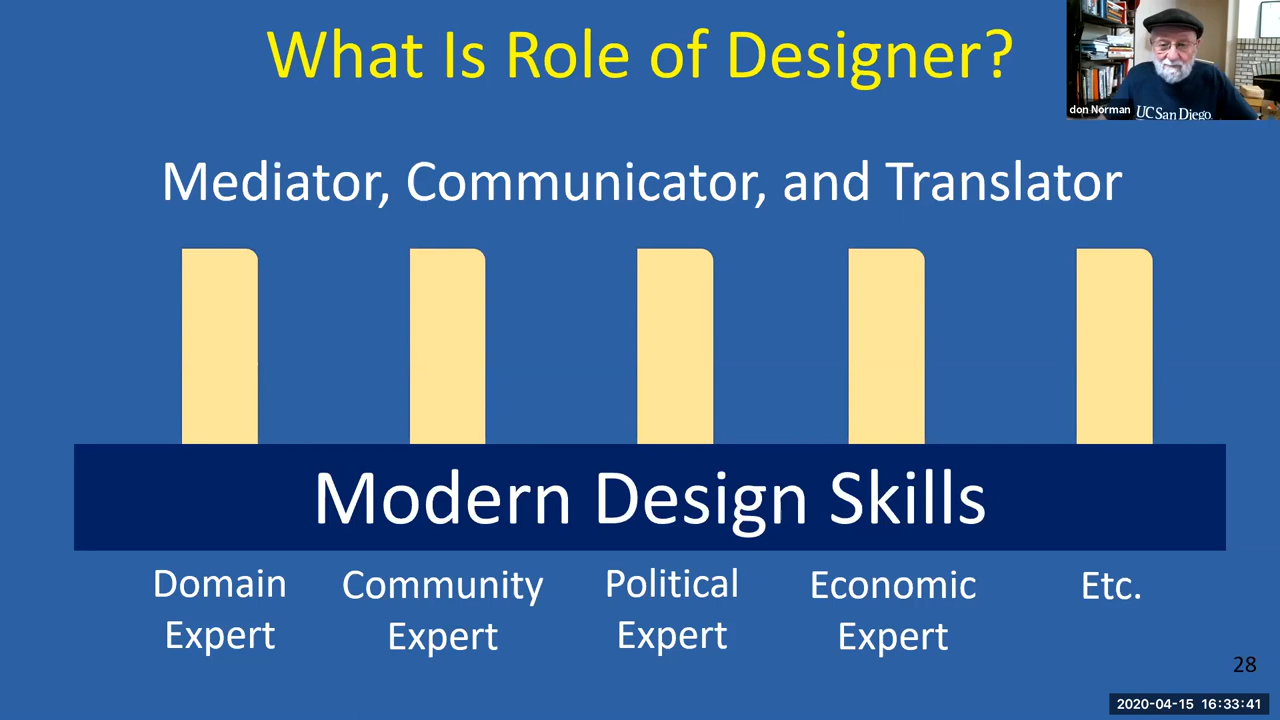 What Is Role of Designer?
don Norman
UC San Diego
Mediator, Communicator, and Translator
Modern Design Skills
Domain Expert
Community Expert
Political Expert
Economic Expert
Etc.
28
2020-04-15 16:33:41